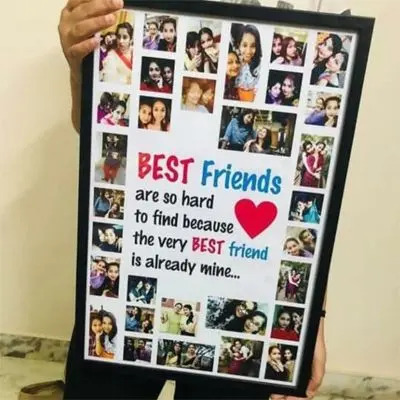 BEST Friends
are so hard
to find because
the very BEST friend
is already mine...